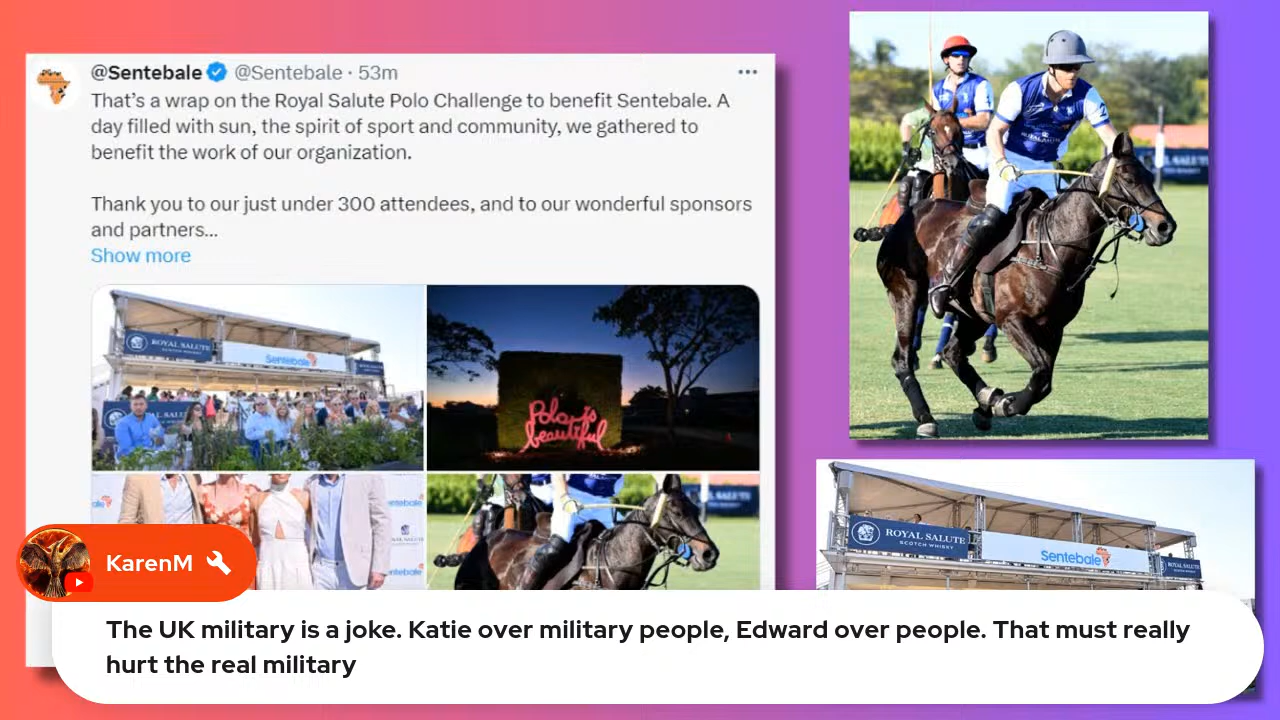 @Sentebale @Sentebale · 53m
That's a wrap on the Royal Salute Polo Challenge to benefit Sentebale. A
day filled with sun, the spirit of sport and community, we gathered to
benefit the work of our organization.
Thank you to our just under 300 attendees, and to our wonderful sponsors
and partners...
Show more
ROYAL SALUTE
SCOTCH WHISKY
Sentebale
Polo is
beautiful
Sentebale
ROYAL SALUTE
SCOTCH WHISKY
Sentebale
ROYAL SALUTE
KarenM
The UK military is a joke. Katie over military people, Edward over people. That must really
hurt the real military